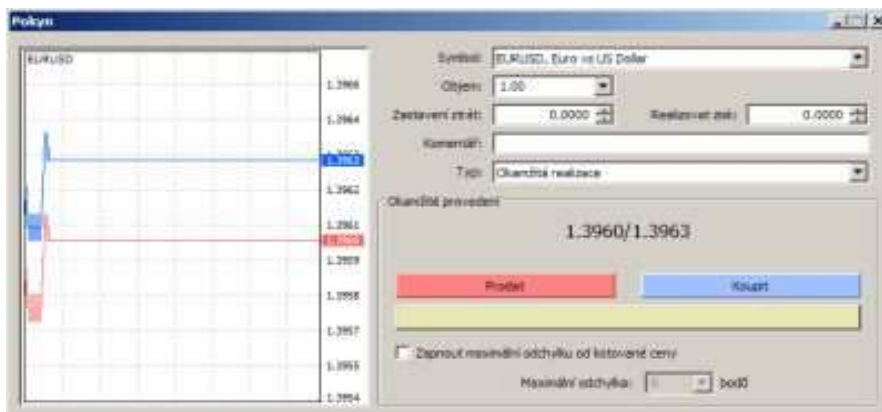 Pokyn
EURUSD
1.3966
1.3964
1.3963
1.3962
1.3961
1.3960
1.3959
1.3958
1.3957
1.3955
1.3954
Symbol: EURUSD, Euro vs US Dollar
Objem: 1.00
Zastavení ztrát: 0.0000 Realizovat zisk: 0.0000
Komentář:
Typ: Okamžitá realizace
Okamžité provedení
1.3960/1.3963
Prodat Koupit
Zapnout maximální odchylku od kotované ceny
Maximální odchylka: bodů